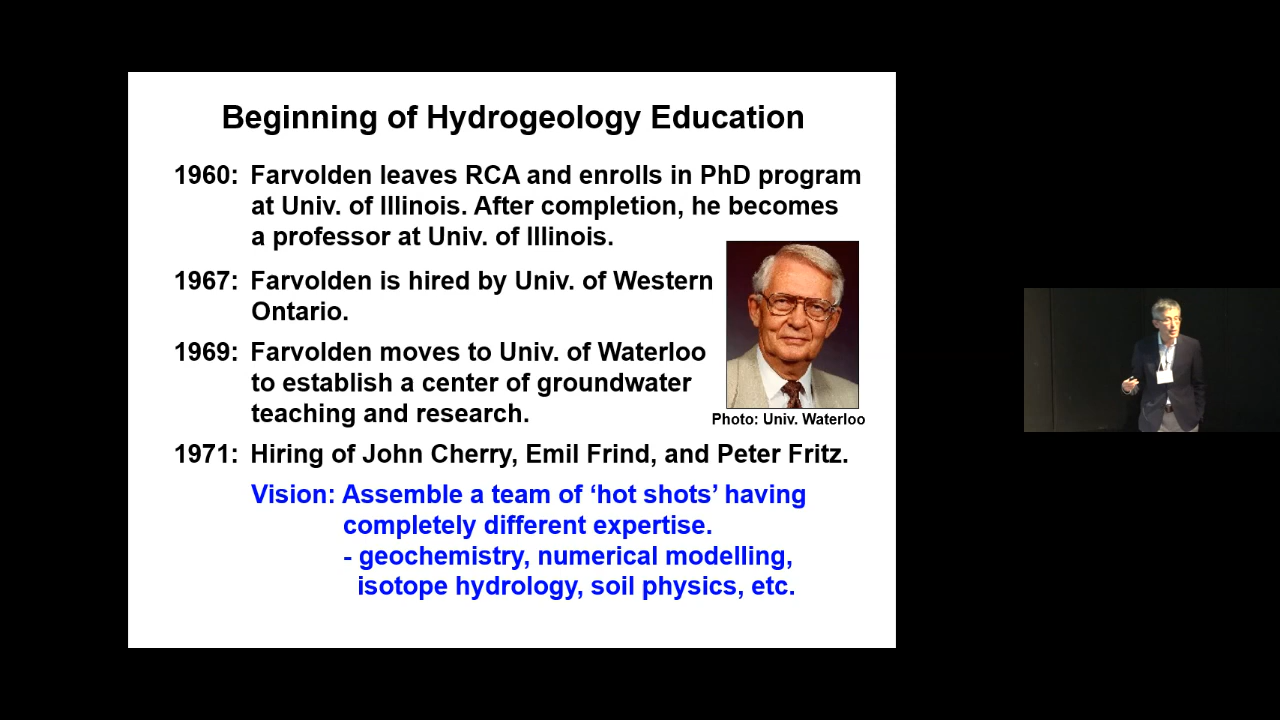 Beginning of Hydrogeology Education
1960: Farvolden leaves RCA and enrolls in PhD program
at Univ. of Illinois. After completion, he becomes
a professor at Univ. of Illinois.
1967: Farvolden is hired by Univ. of Western
Ontario.
1969: Farvolden moves to Univ. of Waterloo
to establish a center of groundwater
teaching and research.
Photo: Univ. Waterloo
1971: Hiring of John Cherry, Emil Frind, and Peter Fritz.
Vision: Assemble a team of ‘hot shots’ having
completely different expertise.
- geochemistry, numerical modelling,
isotope hydrology, soil physics, etc.